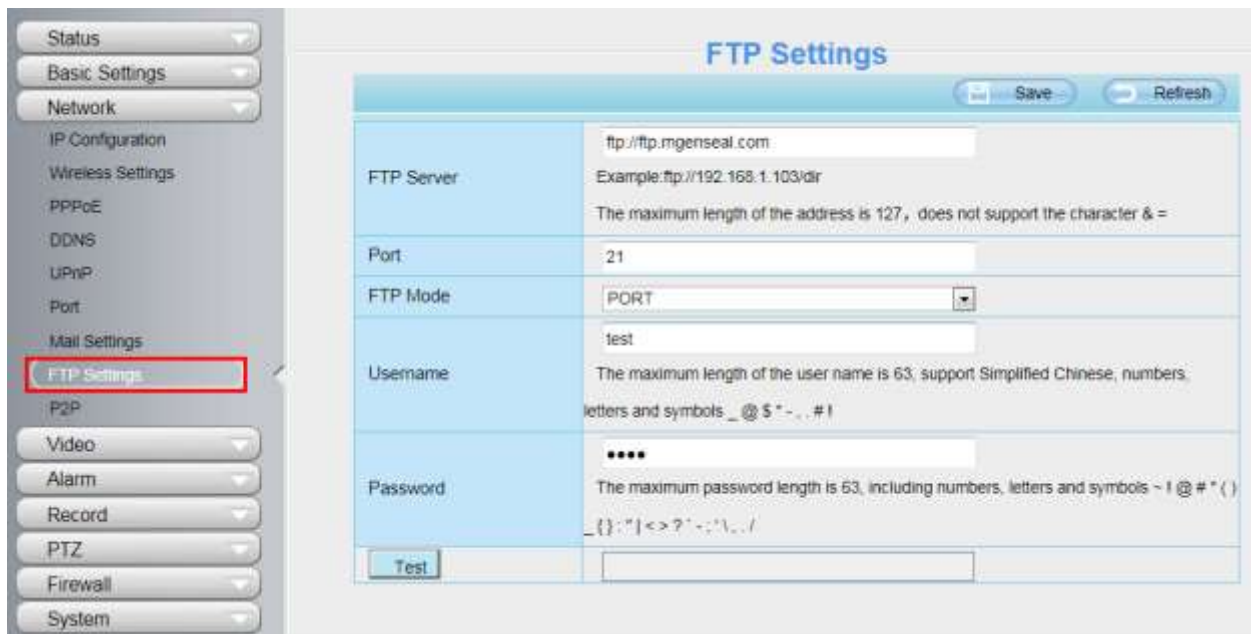 Status
Basic Settings
Network
IP Configuration
Wireless Settings
PPPoE
DDNS
UPnP
Port
Mail Settings
FTP Settings
P2P
Video
Alarm
Record
PTZ
Firewall
System
FTP Settings
Save
Refresh
FTP Server
ftp://ftp.mgenseal.com
Example:ftp://192.168.1.103/dir
The maximum length of the address is 127，does not support the character & =
Port
21
FTP Mode
PORT
Username
test
The maximum length of the user name is 63, support Simplified Chinese, numbers,
letters and symbols _ @ $ * - , . # !
Password
••••
The maximum password length is 63, including numbers, letters and symbols ~ ! @ # * ( )
_ { } : " | < > ? ` - ; ' \ , . /
Test